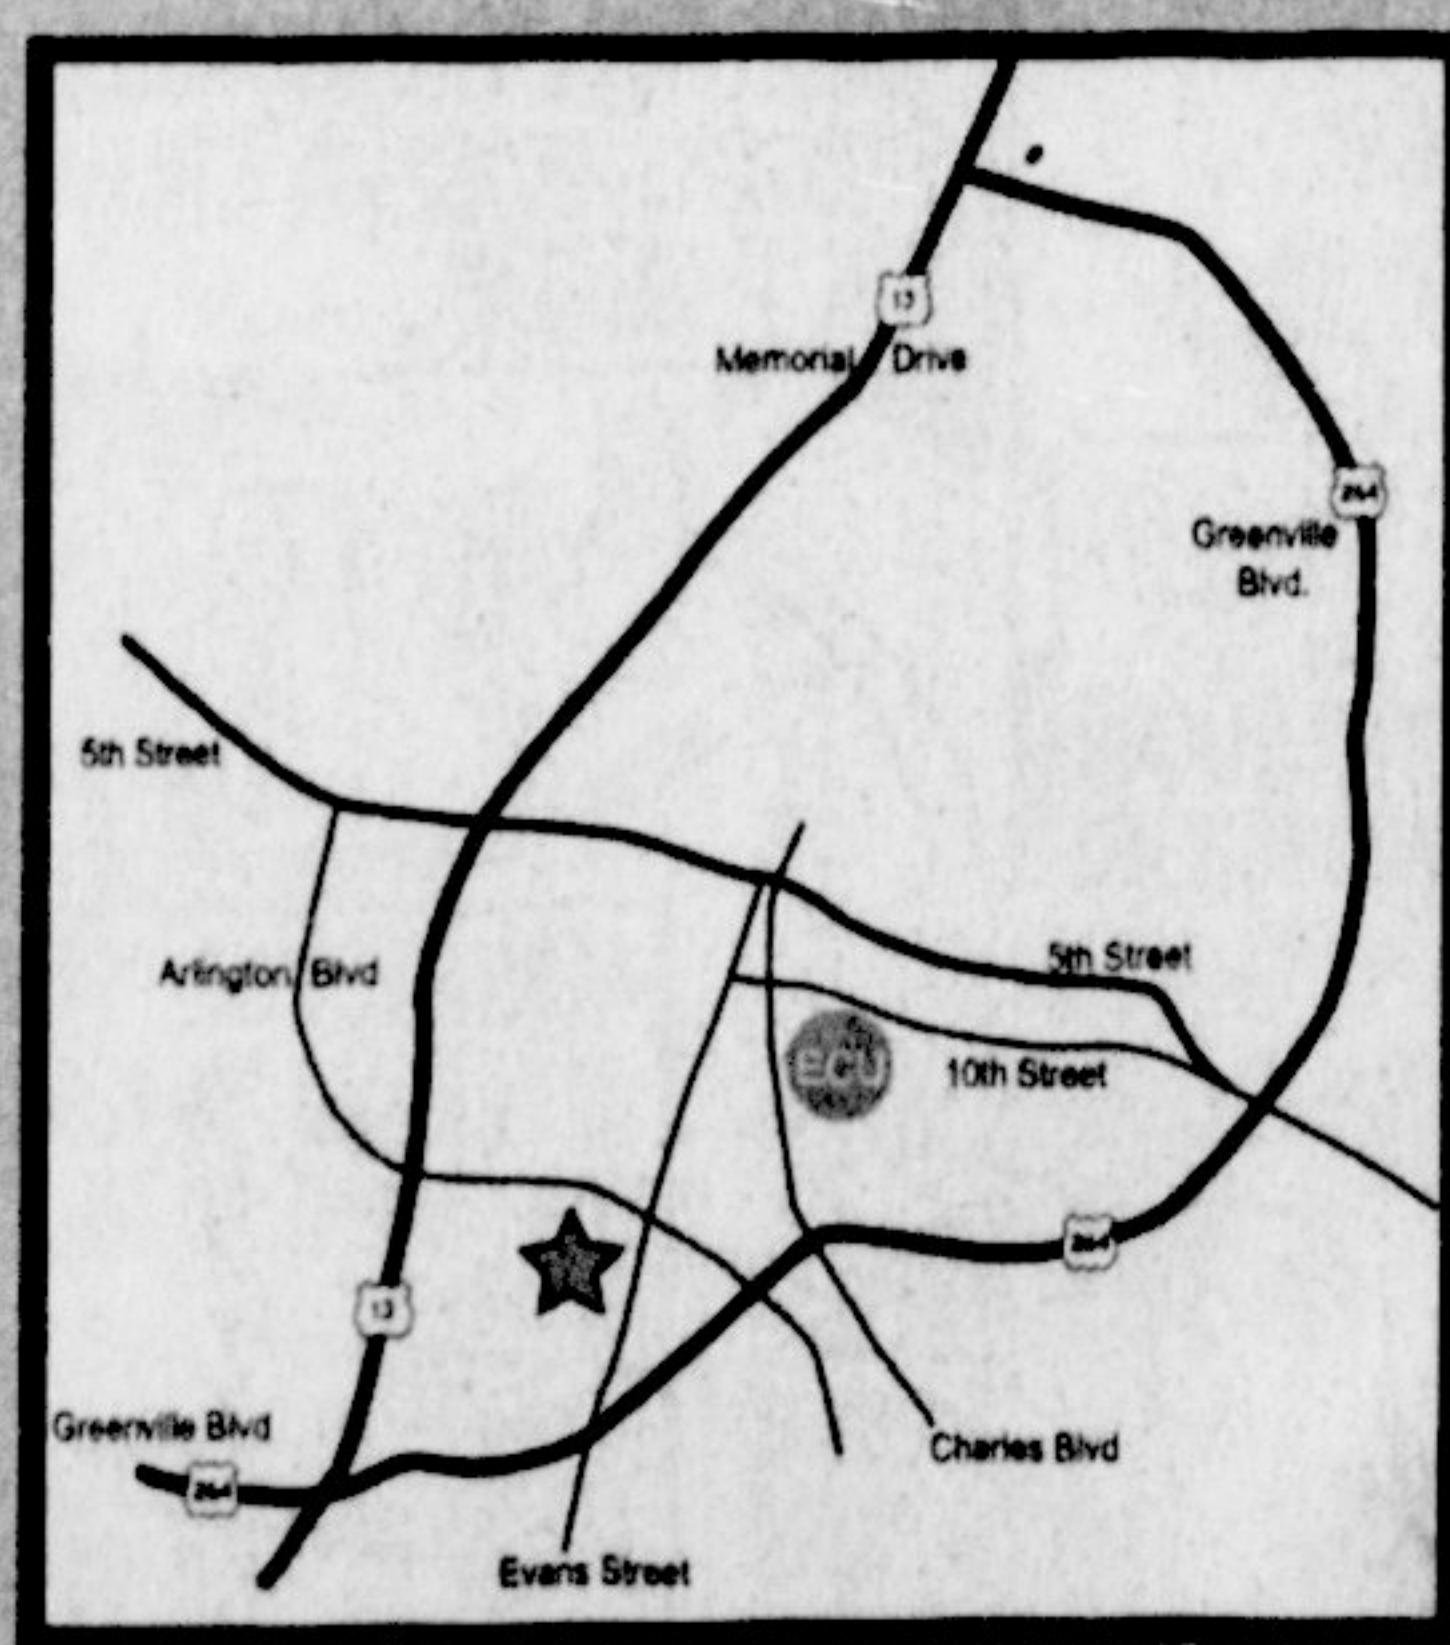 13
Memorial Drive
264
Greenville
Blvd.
5th Street
5th Street
Arlington Blvd
ECU
10th Street
264
13
Greenville Blvd
264
Charles Blvd
Evans Street